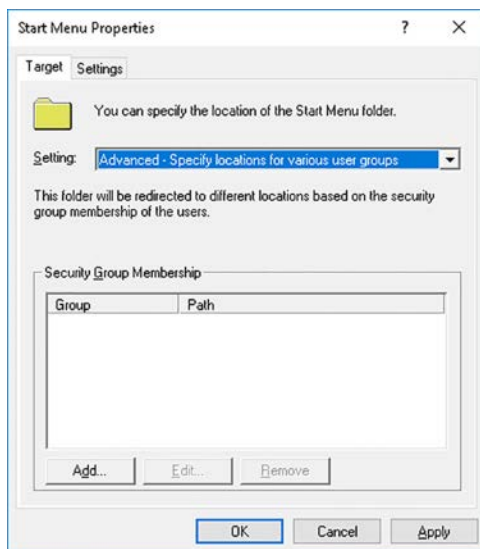 Start Menu Properties ? ×
Target Settings
You can specify the location of the Start Menu folder.
Setting: Advanced - Specify locations for various user groups
This folder will be redirected to different locations based on the security
group membership of the users.
Security Group Membership
Group Path
Add... Edit... Remove
OK Cancel Apply